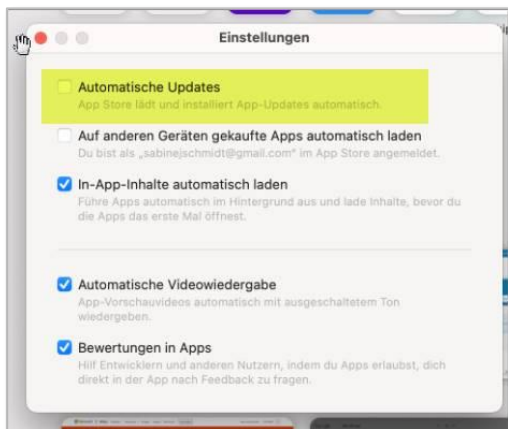 Einstellungen
Automatische Updates
App Store lädt und installiert App-Updates automatisch.
Auf anderen Geräten gekaufte Apps automatisch laden
Du bist als „sabinejschmidt@gmail.com“ im App Store angemeldet.
In-App-Inhalte automatisch laden
Führe Apps automatisch im Hintergrund aus und lade Inhalte, bevor du
die Apps das erste Mal öffnest.
Automatische Videowiedergabe
App-Vorschauvideos automatisch mit ausgeschaltetem Ton
wiedergeben.
Bewertungen in Apps
Hilf Entwicklern und anderen Nutzern, indem du Apps erlaubst, dich
direkt in der App nach Feedback zu fragen.